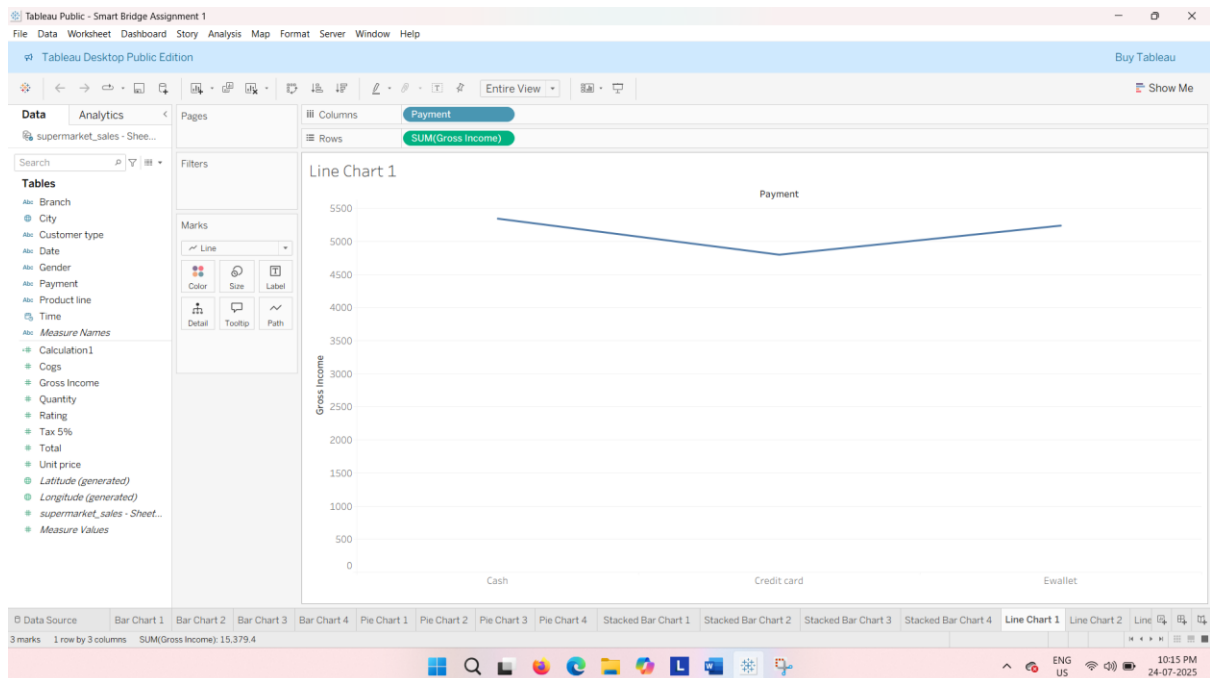 Tableau Public - Smart Bridge Assignment 1
File Data Worksheet Dashboard Story Analysis Map Format Server Window Help
Tableau Desktop Public Edition
Buy Tableau
Entire View
Show Me
Data Analytics
supermarket_sales - Shee...
Search
Tables
Abc Branch
City
Abc Customer type
Abc Date
Abc Gender
Abc Payment
Abc Product line
Time
Abc Measure Names
Calculation1
Cogs
Gross Income
Quantity
Rating
Tax 5%
Total
Unit price
Latitude (generated)
Longitude (generated)
supermarket_sales - Sheet...
Measure Values
Pages
Filters
Marks
Line
Color Size Label
Detail Tooltip Path
Columns Payment
Rows SUM(Gross Income)
Line Chart 1
Payment
5500
5000
4500
4000
3500
3000
2500
2000
1500
1000
500
0
Gross Income
Cash Credit card Ewallet
Data Source Bar Chart 1 Bar Chart 2 Bar Chart 3 Bar Chart 4 Pie Chart 1 Pie Chart 2 Pie Chart 3 Pie Chart 4 Stacked Bar Chart 1 Stacked Bar Chart 2 Stacked Bar Chart 3 Stacked Bar Chart 4 Line Chart 1 Line Chart 2 Line
3 marks 1 row by 3 columns SUM(Gross Income): 15,379.4
L
W
ENG
US
10:15 PM
24-07-2025